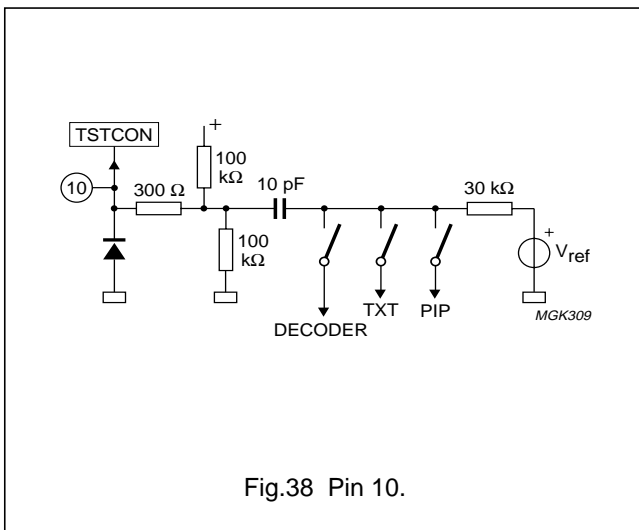 TSTCON
+
100
kΩ
10
300 Ω
10 pF
30 kΩ
100
kΩ
+
Vref
DECODER
TXT
PIP
MGK309
Fig.38 Pin 10.